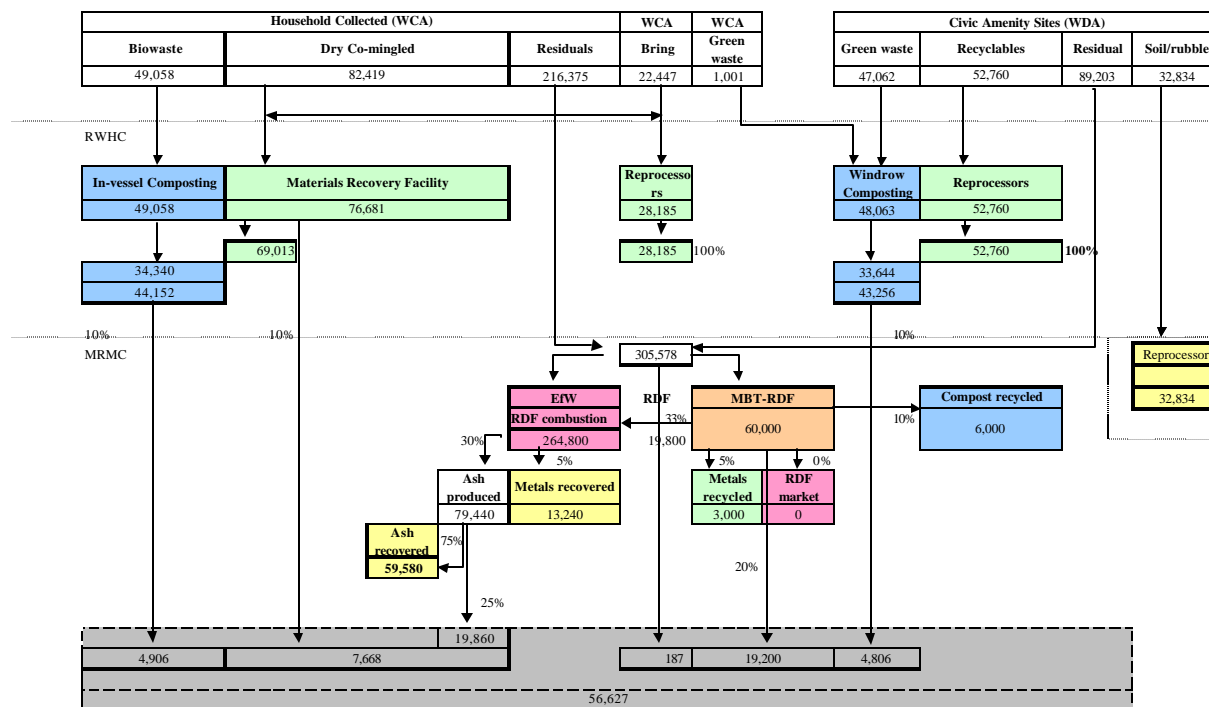 Household Collected (WCA) WCA WCA Civic Amenity Sites (WDA)
Biowaste Dry Co-mingled Residuals Bring Green waste Green waste Recyclables Residual Soil/rubble
49,058 82,419 216,375 22,447 1,001 47,062 52,760 89,203 32,834
RWHC
In-vessel Composting Materials Recovery Facility Reprocesso rs Windrow Composting Reprocessors
49,058 76,681 28,185 48,063 52,760
69,013 28,185 100% 52,760 100%
34,340 33,644
44,152 43,256
10% 10% 10%
MRMC
305,578 Reprocessor
EfW RDF MBT-RDF Compost recycled 32,834
RDF combustion 33% 60,000 10% 6,000
30% 264,800 19,800
5% 5% 0%
Ash produced Metals recovered Metals recycled RDF market
79,440 13,240 3,000 0
Ash recovered 75%
59,580 20%
25%
19,860
4,906 7,668 187 19,200 4,806
56,627